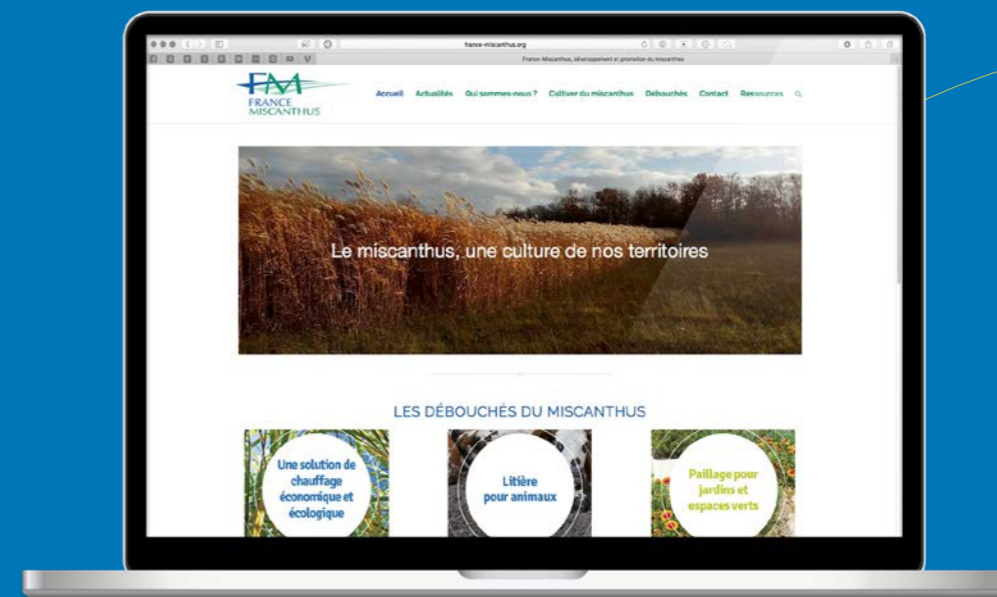 france-miscanthus.org
France Miscanthus, développement et promotion du miscanthus
FM
FRANCE
MISCANTHUS
Accueil Actualités Qui sommes-nous ? Cultiver du miscanthus Débouchés Contact Ressources
Le miscanthus, une culture de nos territoires
LES DÉBOUCHÉS DU MISCANTHUS
Une solution de
chauffage
économique et
écologique
Litière
pour animaux
Paillage pour
jardins et
espaces verts